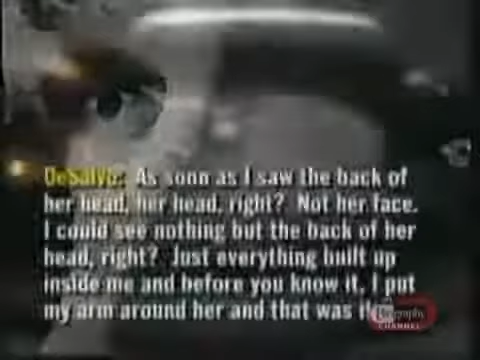 DeSalvo: As soon as I saw the back of
her head, her head, right? Not her face.
I could see nothing but the back of her
head, right? Just everything built up
inside me and before you know it, I put
my arm around her and that was it.
Biography
CHANNEL